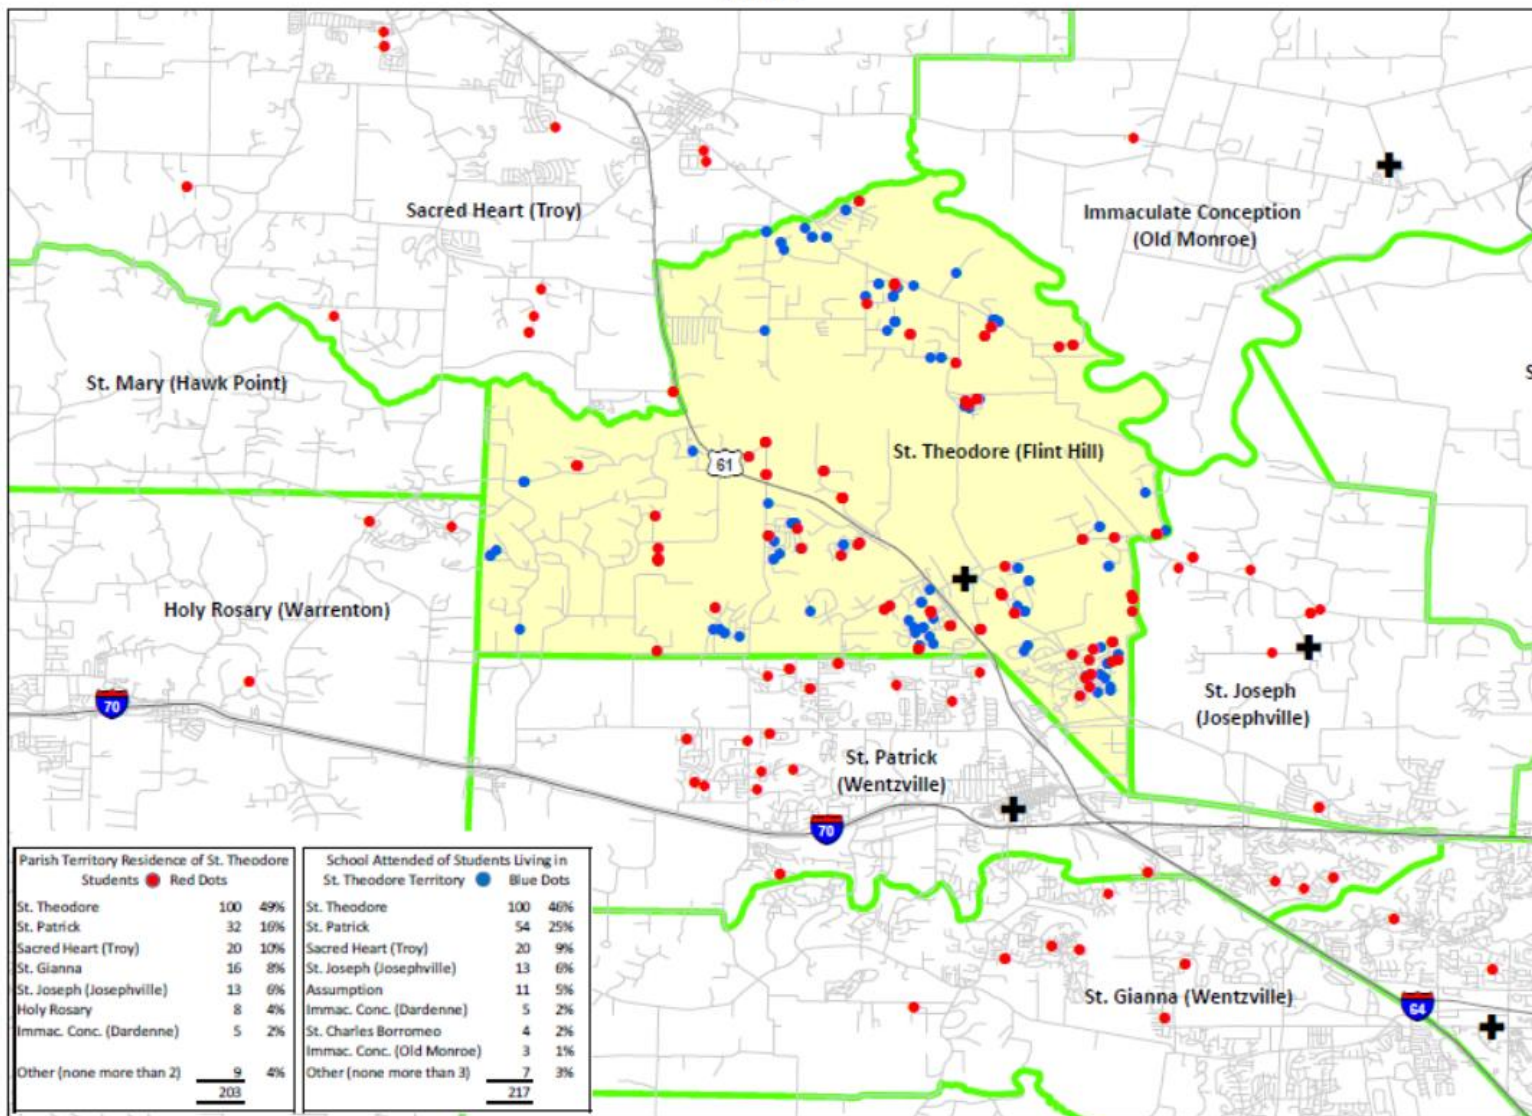 Sacred Heart (Troy)
Immaculate Conception
(Old Monroe)
St. Mary (Hawk Point)
S
61
St. Theodore (Flint Hill)
Holy Rosary (Warrenton)
70
St. Joseph
(Josephville)
St. Patrick
(Wentzville)
70
St. Gianna (Wentzville)
64
Parish Territory Residence of St. Theodore
Students Red Dots
St. Theodore 100 49%
St. Patrick 32 16%
Sacred Heart (Troy) 20 10%
St. Gianna 16 8%
St. Joseph (Josephville) 13 6%
Holy Rosary 8 4%
Immac. Conc. (Dardenne) 5 2%
Other (none more than 2) 9 4%
203
School Attended of Students Living in
St. Theodore Territory Blue Dots
St. Theodore 100 46%
St. Patrick 54 25%
Sacred Heart (Troy) 20 9%
St. Joseph (Josephville) 13 6%
Assumption 11 5%
Immac. Conc. (Dardenne) 5 2%
St. Charles Borromeo 4 2%
Immac. Conc. (Old Monroe) 3 1%
Other (none more than 3) 7 3%
217